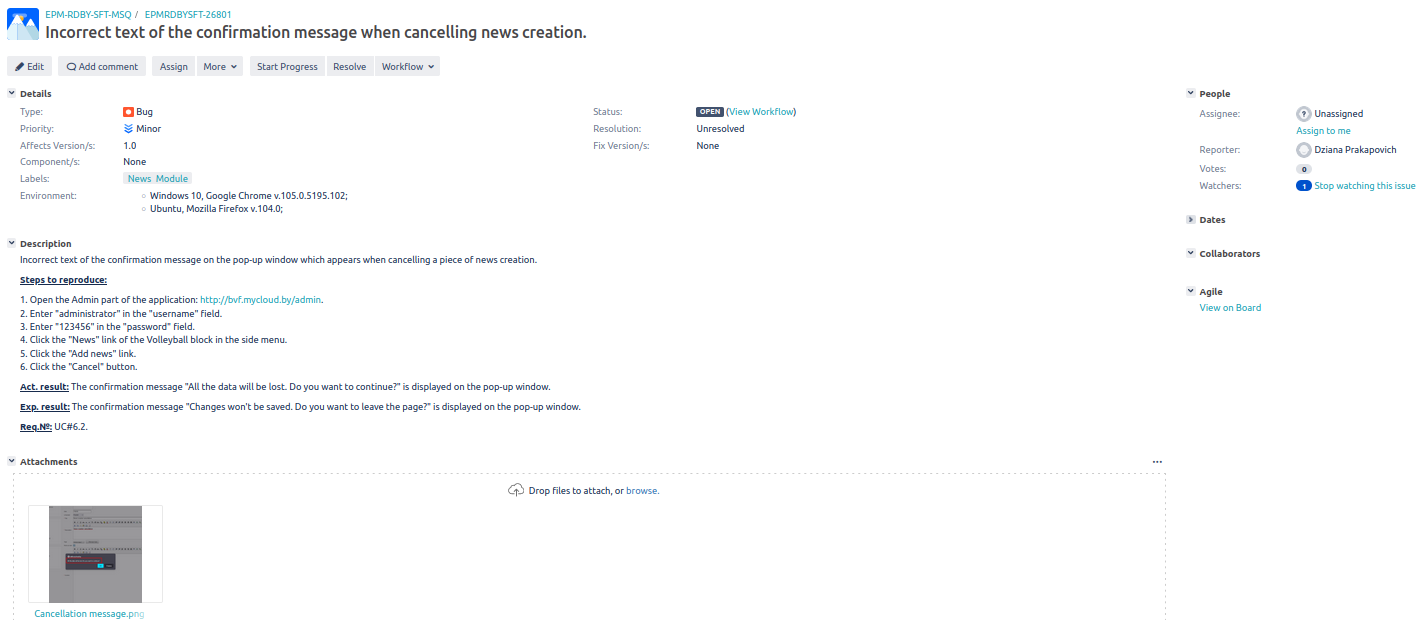 EPM-RDBY-SFT-MSQ / EPMRDBYSFT-26801
Incorrect text of the confirmation message when cancelling news creation.
Edit Add comment Assign More Start Progress Resolve Workflow
Details
Type: Bug
Priority: Minor
Affects Version/s: 1.0
Component/s: None
Labels: News Module
Environment: Windows 10, Google Chrome v.105.0.5195.102;
Ubuntu, Mozilla Firefox v.104.0;
Status: OPEN (View Workflow)
Resolution: Unresolved
Fix Version/s: None
Description
Incorrect text of the confirmation message on the pop-up window which appears when cancelling a piece of news creation.
Steps to reproduce:
1. Open the Admin part of the application: http://bvf.mycloud.by/admin.
2. Enter "administrator" in the "username" field.
3. Enter "123456" in the "password" field.
4. Click the "News" link of the Volleyball block in the side menu.
5. Click the "Add news" link.
6. Click the "Cancel" button.
Act. result: The confirmation message "All the data will be lost. Do you want to continue?" is displayed on the pop-up window.
Exp. result: The confirmation message "Changes won't be saved. Do you want to leave the page?" is displayed on the pop-up window.
Req.№: UC#6.2.
Attachments
Drop files to attach, or browse.
Cancellation message.png
People
Assignee: Unassigned
Assign to me
Reporter: Dziana Prakapovich
Votes: 0
Watchers: 1 Stop watching this issue
Dates
Collaborators
Agile
View on Board